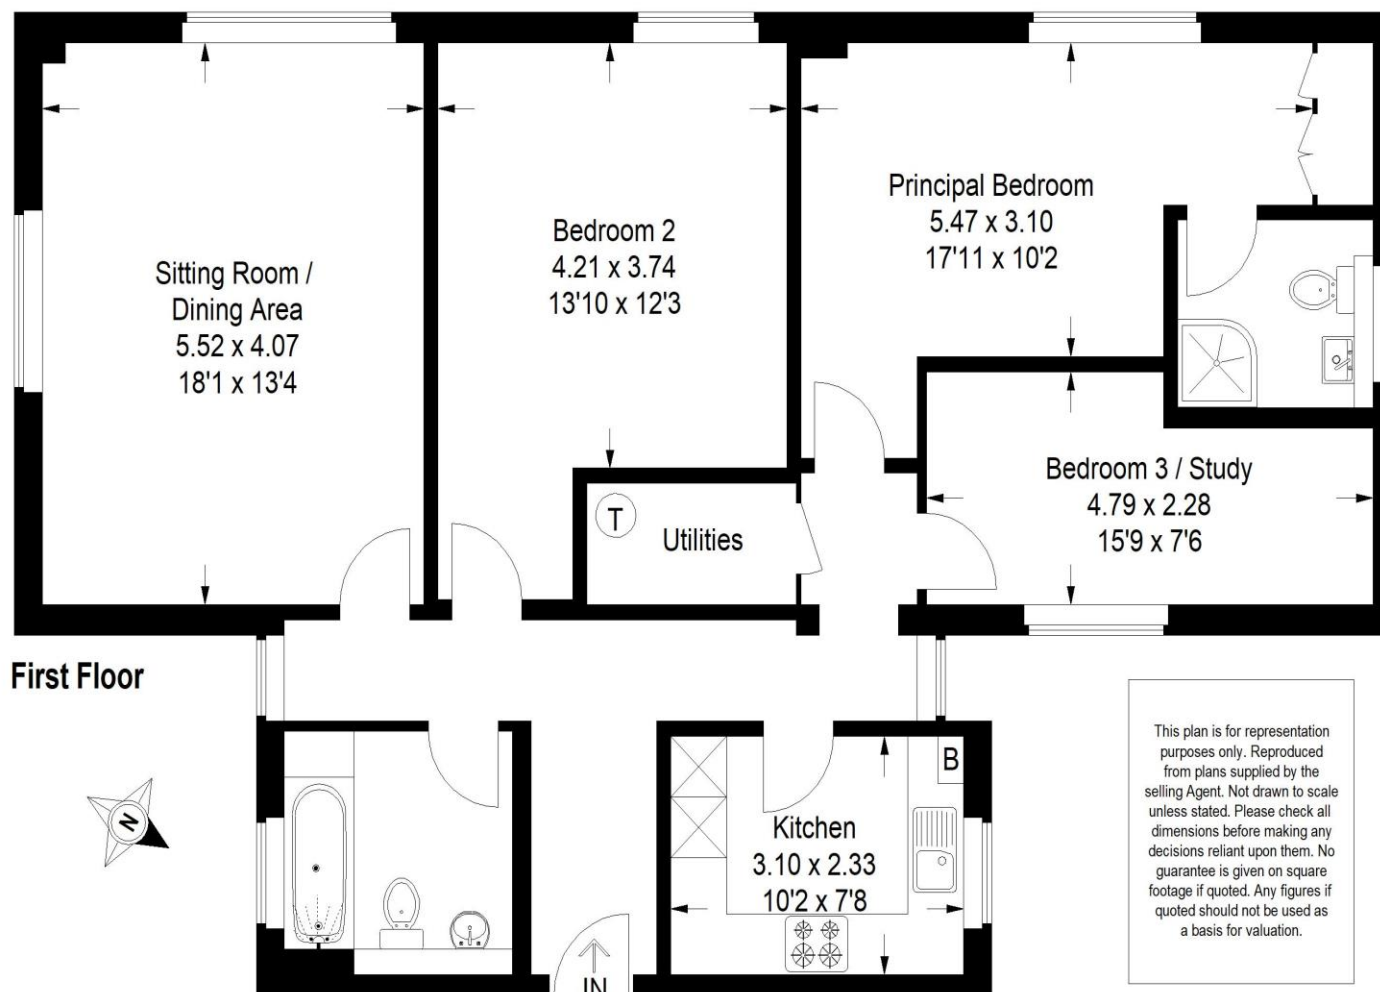 Sitting Room /
Dining Area
5.52 x 4.07
18'1 x 13'4
Bedroom 2
4.21 x 3.74
13'10 x 12'3
Principal Bedroom
5.47 x 3.10
17'11 x 10'2
T
Utilities
Bedroom 3 / Study
4.79 x 2.28
15'9 x 7'6
First Floor
N
B
Kitchen
3.10 x 2.33
10'2 x 7'8
IN
This plan is for representation
purposes only. Reproduced
from plans supplied by the
selling Agent. Not drawn to scale
unless stated. Please check all
dimensions before making any
decisions reliant upon them. No
guarantee is given on square
footage if quoted. Any figures if
quoted should not be used as
a basis for valuation.